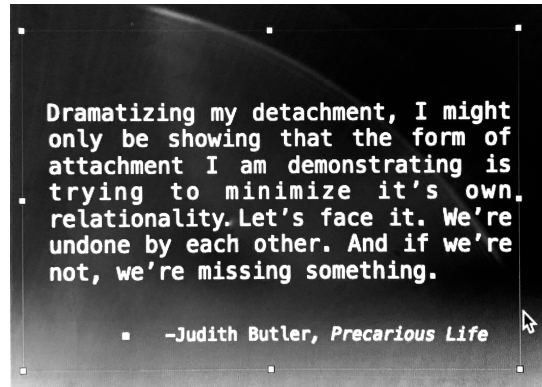 Dramatizing my detachment, I might
only be showing that the form of
attachment I am demonstrating is
trying to minimize it's own
relationality. Let's face it. We're
undone by each other. And if we're
not, we're missing something.
–Judith Butler, Precarious Life